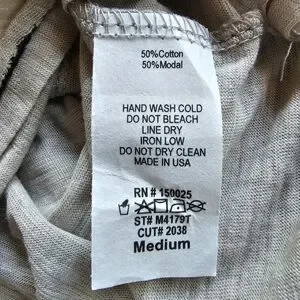 50%Cotton
50%Modal
HAND WASH COLD
DO NOT BLEACH
LINE DRY
IRON LOW
DO NOT DRY CLEAN
MADE IN USA
RN # 150025
ST# M4179T
CUT# 2038
Medium